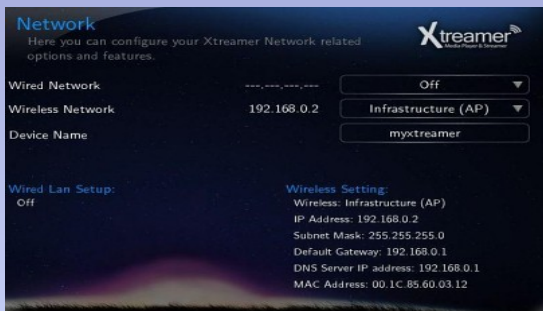 Network
Here you can configure your Xtreamer Network related
options and features.
Xtreamer
Media Player & Streamer
Wired Network ---.---.---.--- Off
Wireless Network 192.168.0.2 Infrastructure (AP)
Device Name myxtreamer
Wired Lan Setup:
Off
Wireless Setting:
Wireless: Infrastructure (AP)
IP Address: 192.168.0.2
Subnet Mask: 255.255.255.0
Default Gateway: 192.168.0.1
DNS Server IP address: 192.168.0.1
MAC Address: 00.1C.85.60.03.12